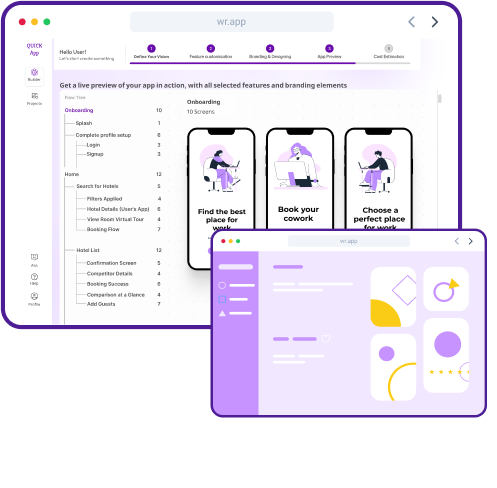 wr.app
QUICK
App
Hello User!
Let's start create something
1
2
3
3
5
Define Your Vision
Feature customization
Branding & Designing
App Preview
Cost Estimation
Builder
Projects
Get a live preview of your app in action, with all selected features and branding elements
Flow Tree
Onboarding 10
Splash 1
Complete profile setup 6
Login 3
Signup 3
Home 12
Search for Hotels 5
Filters Applied 4
Hotel Details (User's App) 6
View Room Virtual Tour 4
Booking Flow 7
Hotel List 12
Confirmation Screen 5
Competitor Details 4
Booking Success 6
Comparison at a Glance 4
Add Guests 7
Help
Profile
Onboarding
10 Screens
Find the best
place for
work
Book your
cowork
Choose a
perfect place
for work
wr.app